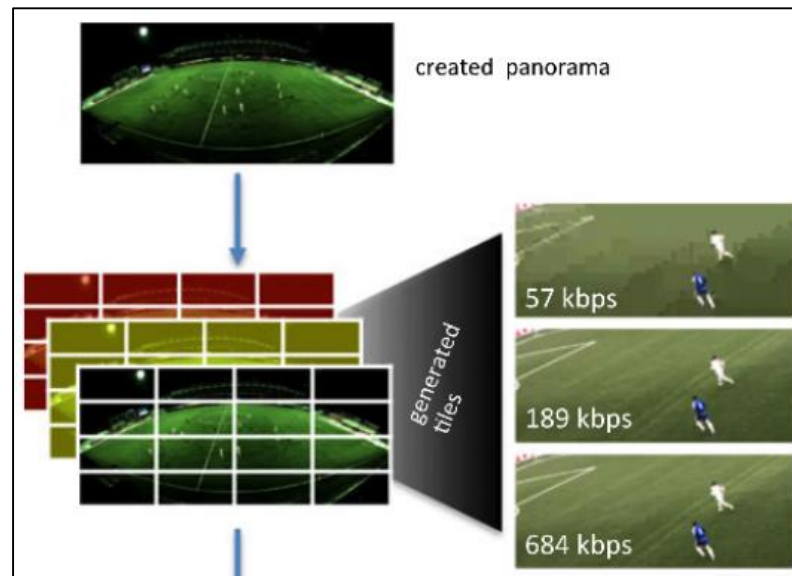 created panorama
generated
tiles
57 kbps
189 kbps
684 kbps